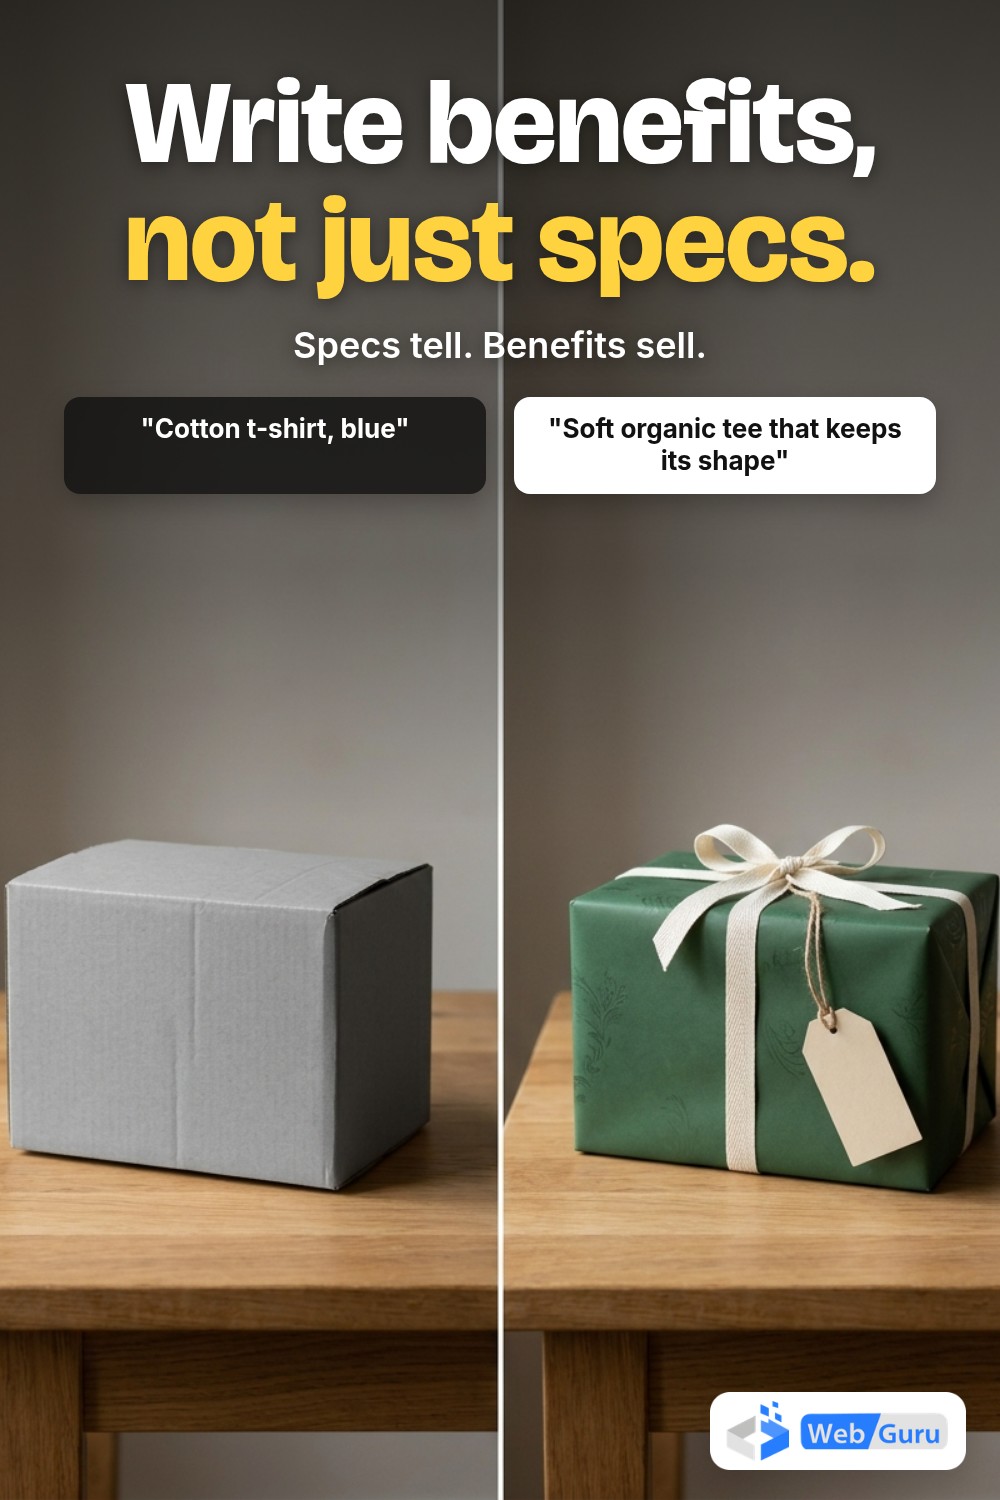 Write benefits,
not just specs.
Specs tell. Benefits sell.
"Cotton t-shirt, blue"
"Soft organic tee that keeps
its shape"
Web Guru